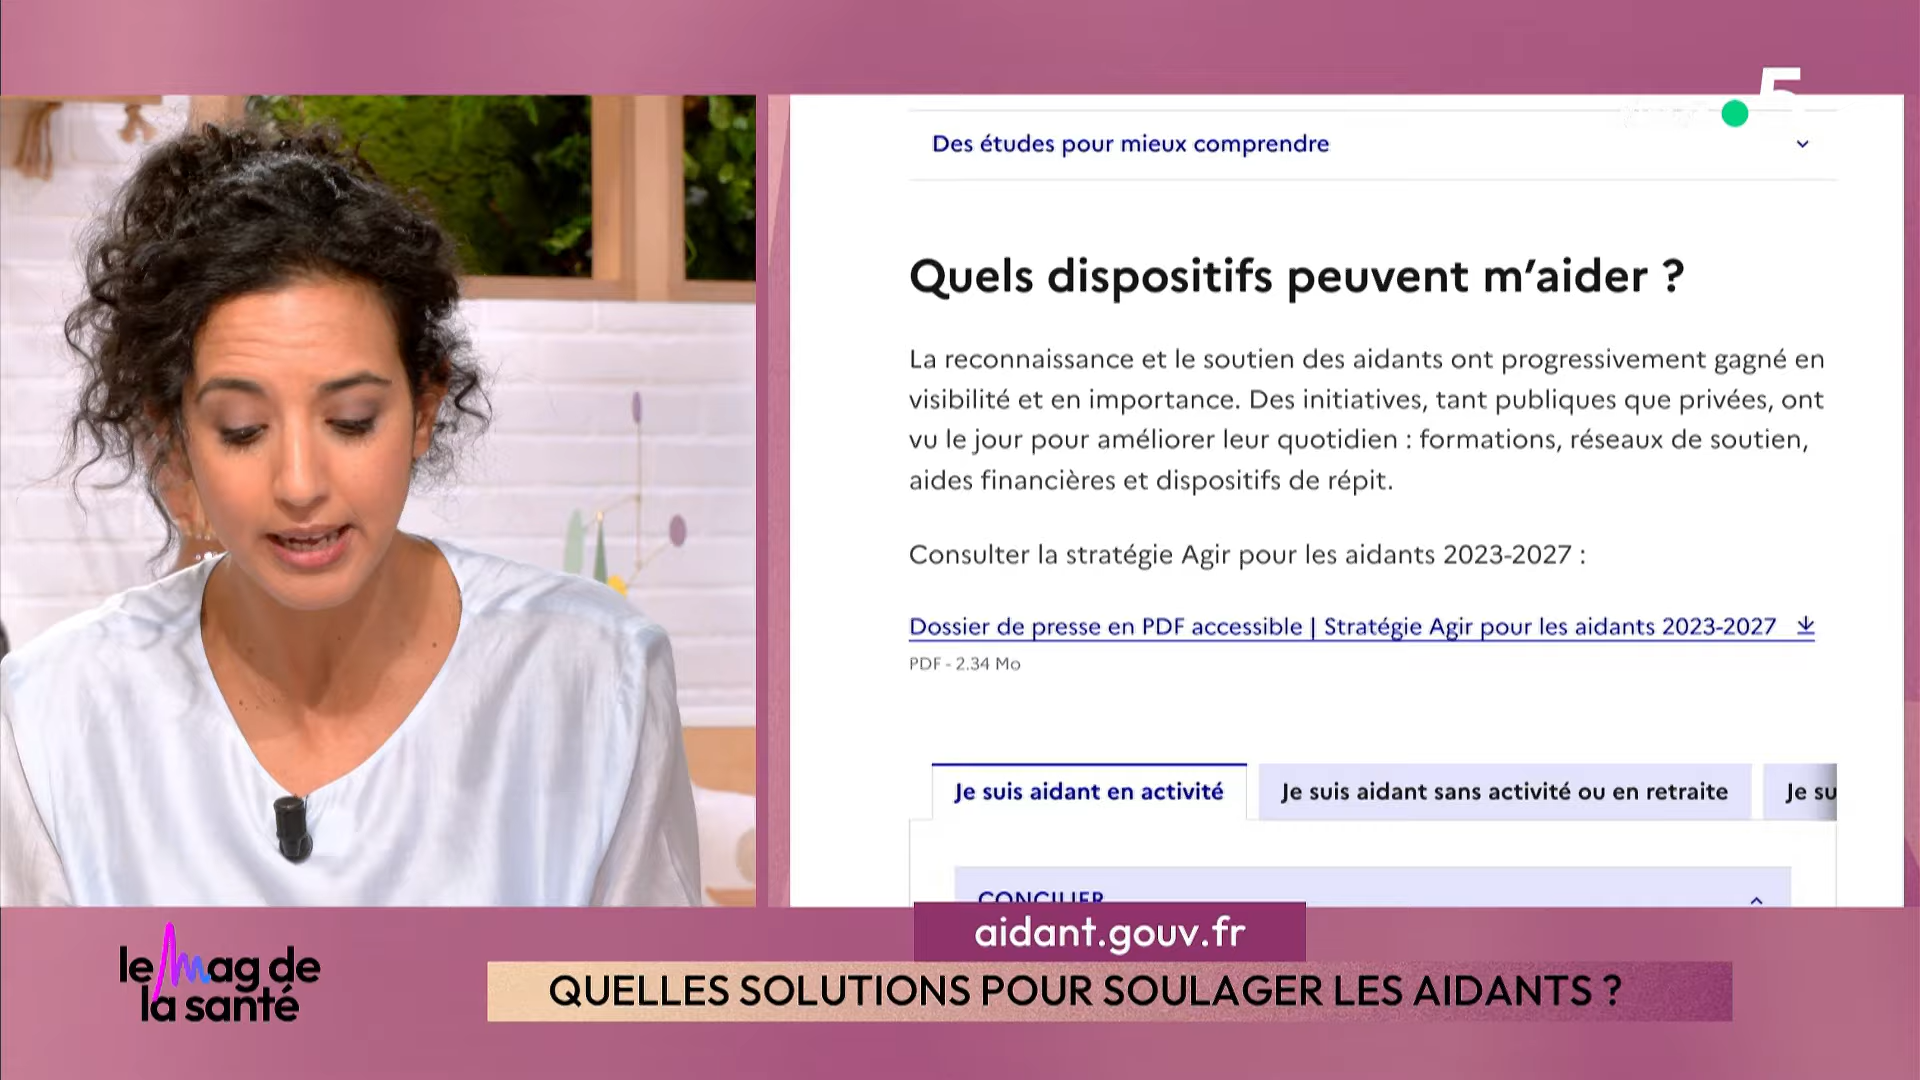 5
Des études pour mieux comprendre
Quels dispositifs peuvent m’aider ?
La reconnaissance et le soutien des aidants ont progressivement gagné en
visibilité et en importance. Des initiatives, tant publiques que privées, ont
vu le jour pour améliorer leur quotidien : formations, réseaux de soutien,
aides financières et dispositifs de répit.
Consulter la stratégie Agir pour les aidants 2023-2027 :
Dossier de presse en PDF accessible | Stratégie Agir pour les aidants 2023-2027
PDF - 2.34 Mo
Je suis aidant en activité
Je suis aidant sans activité ou en retraite
Je su
CONCILIER
aidant.gouv.fr
QUELLES SOLUTIONS POUR SOULAGER LES AIDANTS ?
le Mag de
la santé